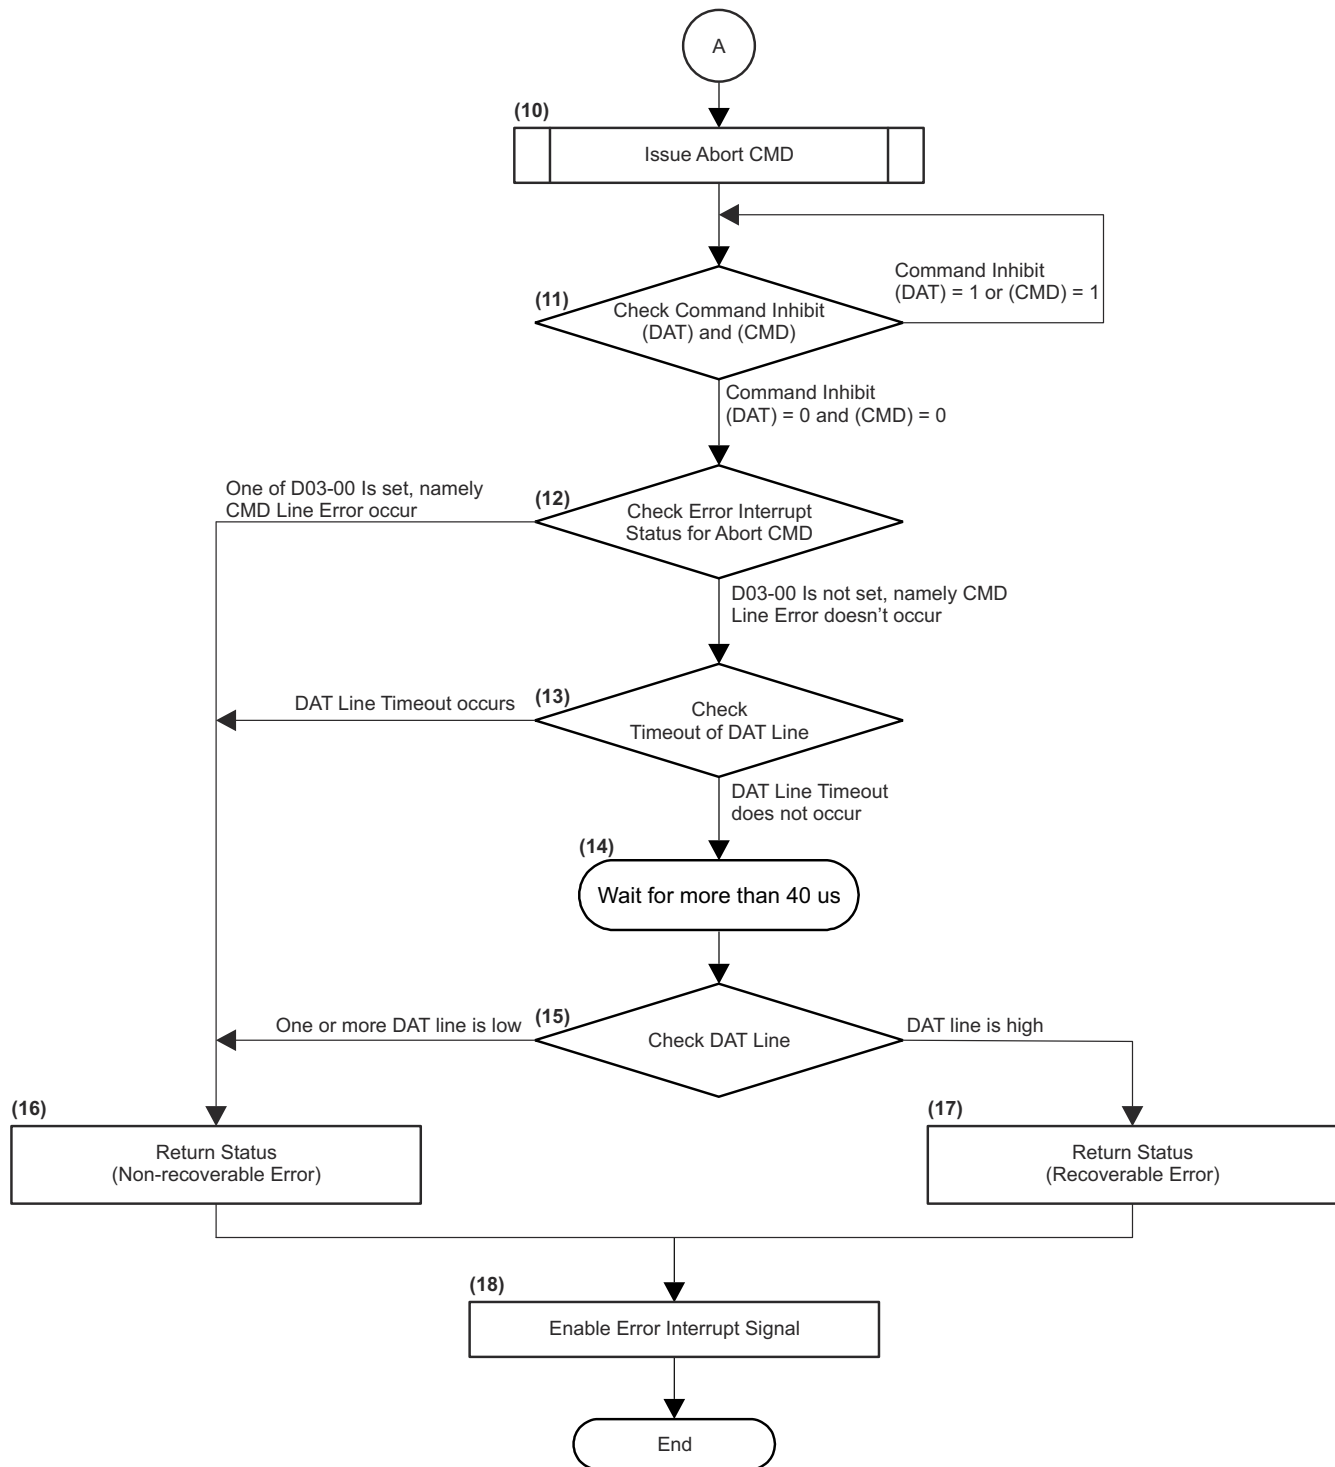 A
(10)
Issue Abort CMD
Command Inhibit
(DAT) = 1 or (CMD) = 1
(11)
Check Command Inhibit
(DAT) and (CMD)
Command Inhibit
(DAT) = 0 and (CMD) = 0
One of D03-00 Is set, namely
CMD Line Error occur
(12)
Check Error Interrupt
Status for Abort CMD
D03-00 Is not set, namely CMD
Line Error doesn't occur
DAT Line Timeout occurs
(13)
Check
Timeout of DAT Line
DAT Line Timeout
does not occur
(14)
Wait for more than 40 us
One or more DAT line is low
(15)
Check DAT Line
DAT line is high
(16)
Return Status
(Non-recoverable Error)
(17)
Return Status
(Recoverable Error)
(18)
Enable Error Interrupt Signal
End